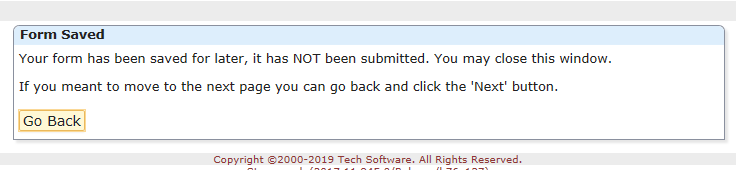 Form Saved
Your form has been saved for later, it has NOT been submitted. You may close this window.
If you meant to move to the next page you can go back and click the 'Next' button.
Go Back
Copyright ©2000-2019 Tech Software. All Rights Reserved.